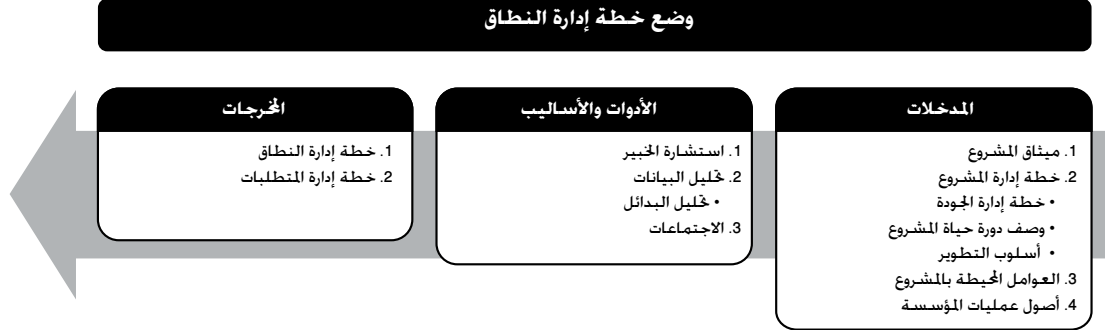 وضع خطة إدارة النطاق
المدخلات
1. ميثاق المشروع
2. خطة إدارة المشروع
• خطة إدارة الجودة
• وصف دورة حياة المشروع
• أسلوب التطوير
3. العوامل المحيطة بالمشروع
4. أصول عمليات المؤسسة
الأدوات والأساليب
1. استشارة الخبير
2. تحليل البيانات
• تحليل البدائل
3. الاجتماعات
المخرجات
1. خطة إدارة النطاق
2. خطة إدارة المتطلبات